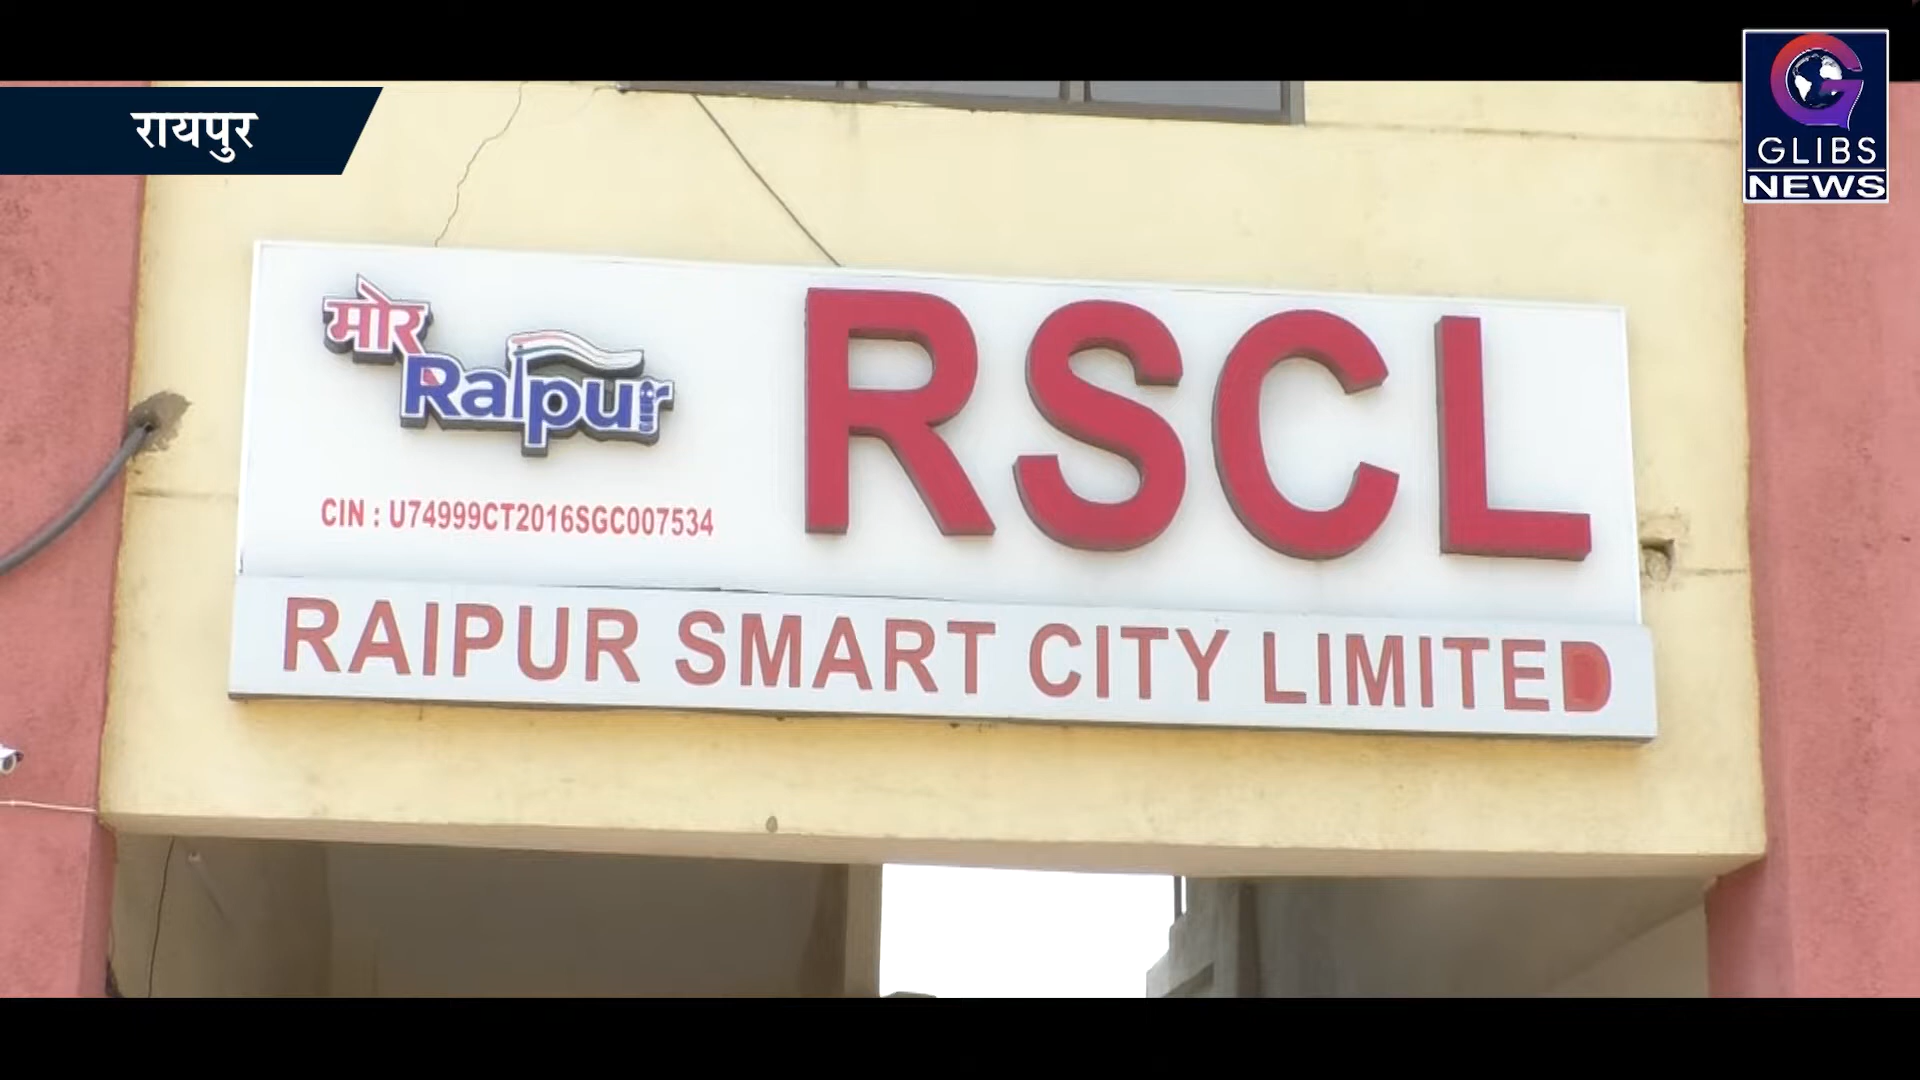 रायपुर
GLIBS
NEWS
मोर
Raipur
RSCL
CIN : U74999CT2016SGC007534
RAIPUR SMART CITY LIMITED